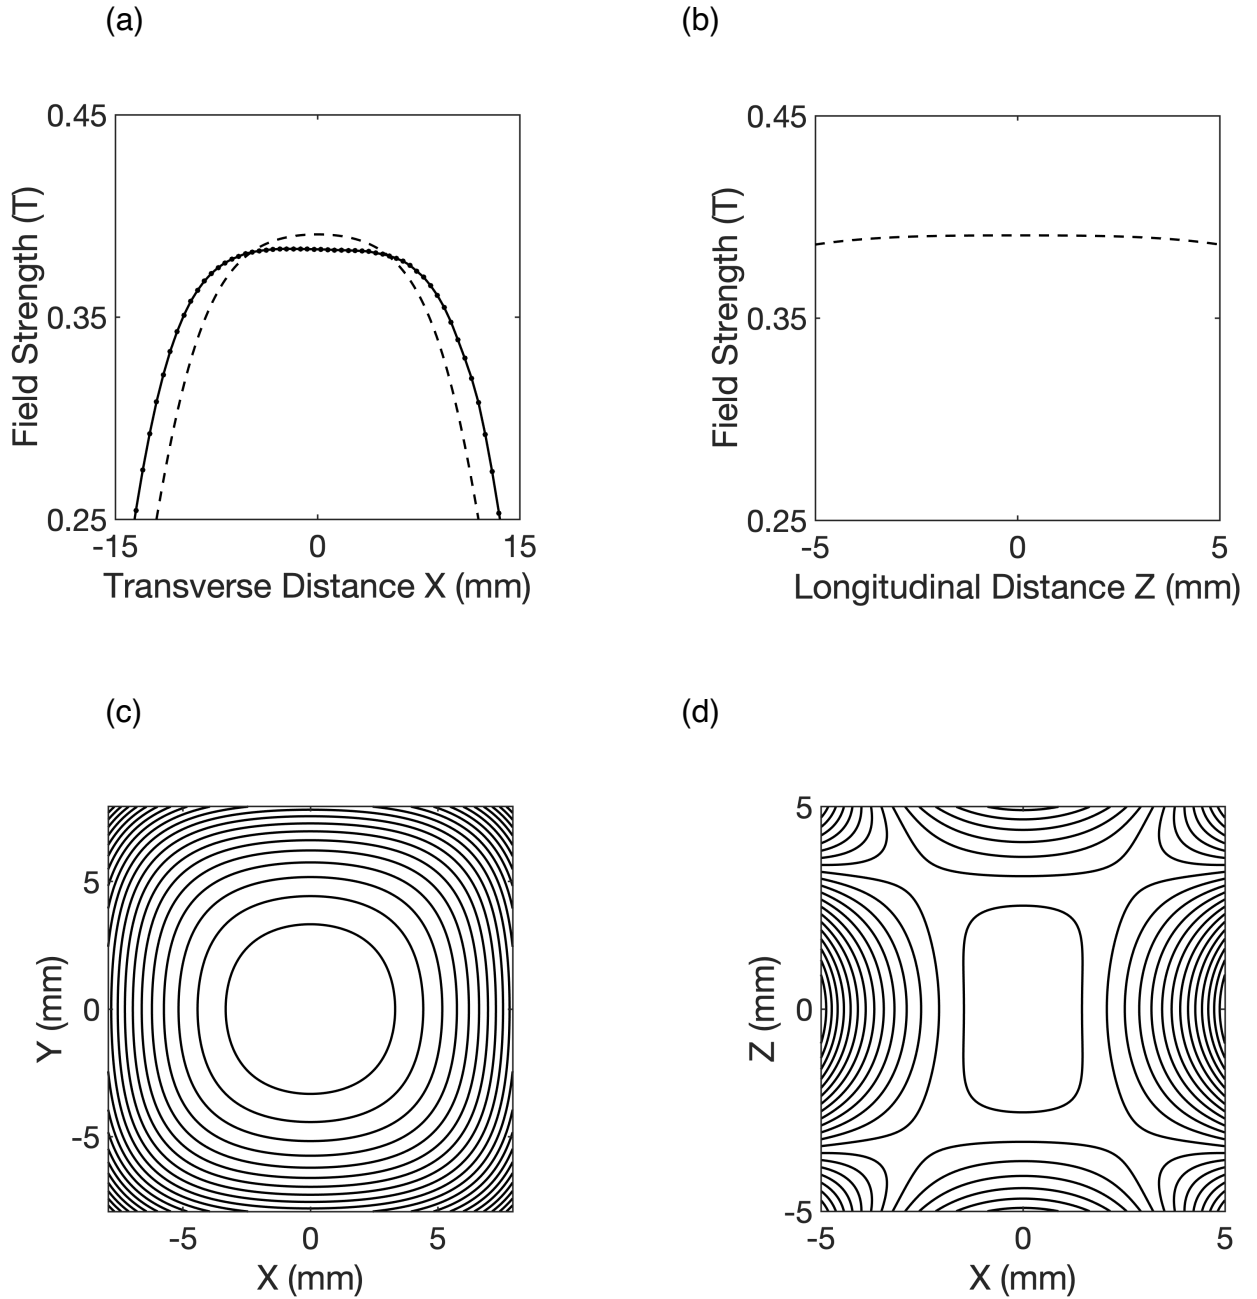 (a)
(b)
0.45
0.35
0.25
Field Strength (T)
-15
0
15
Transverse Distance X (mm)
0.45
0.35
0.25
Field Strength (T)
-5
0
5
Longitudinal Distance Z (mm)
(c)
(d)
5
0
-5
Y (mm)
-5
0
5
X (mm)
5
0
-5
Z (mm)
-5
0
5
X (mm)